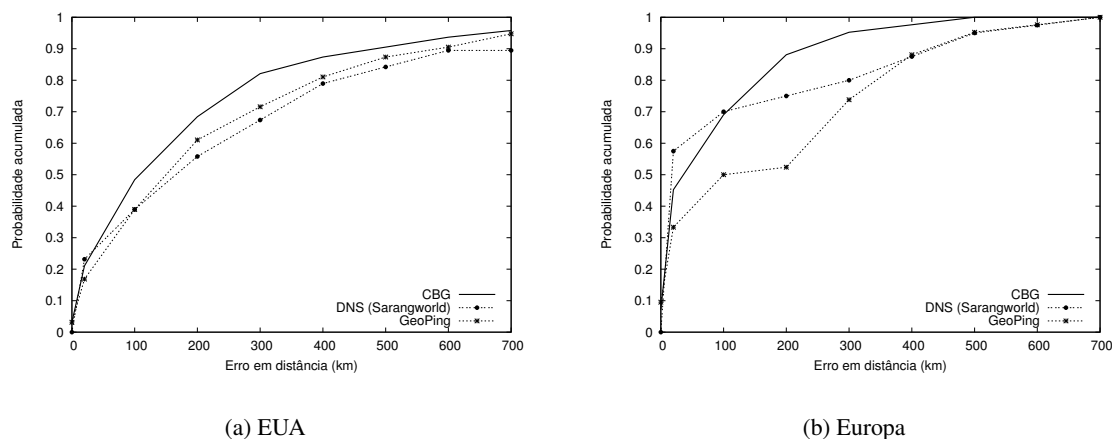 1
0.9
0.8
0.7
0.6
0.5
0.4
0.3
0.2
0.1
0
0 100 200 300 400 500 600 700
Probabilidade acumulada
Erro em distância (km)
CBG
DNS (Sarangworld)
GeoPing
(a) EUA
1
0.9
0.8
0.7
0.6
0.5
0.4
0.3
0.2
0.1
0
0 100 200 300 400 500 600 700
Probabilidade acumulada
Erro em distância (km)
CBG
DNS (Sarangworld)
GeoPing
(b) Europa